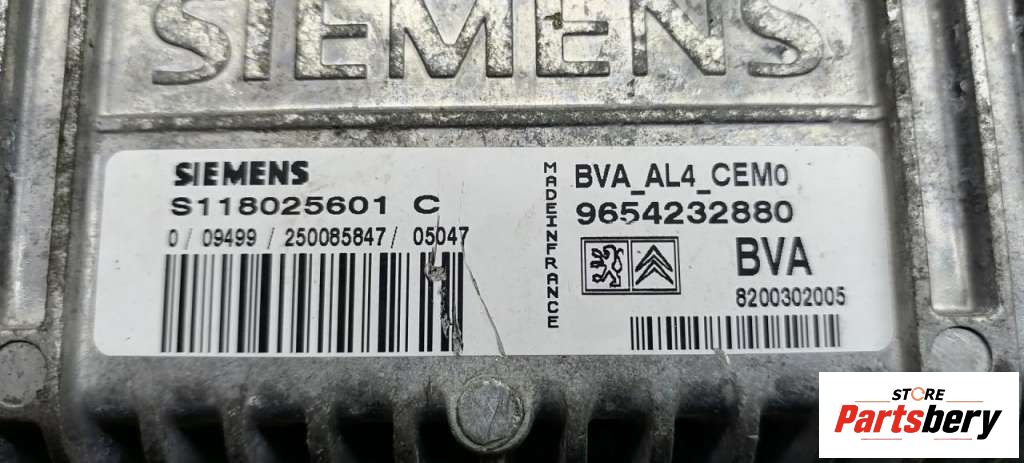 SIEMENS
SIEMENS
S118025601 C
0 / 09499 / 250085847 / 05047
MADEINFRANCE
BVA_AL4_CEM0
9654232880
BVA
8200302005
STORE
Partsbery